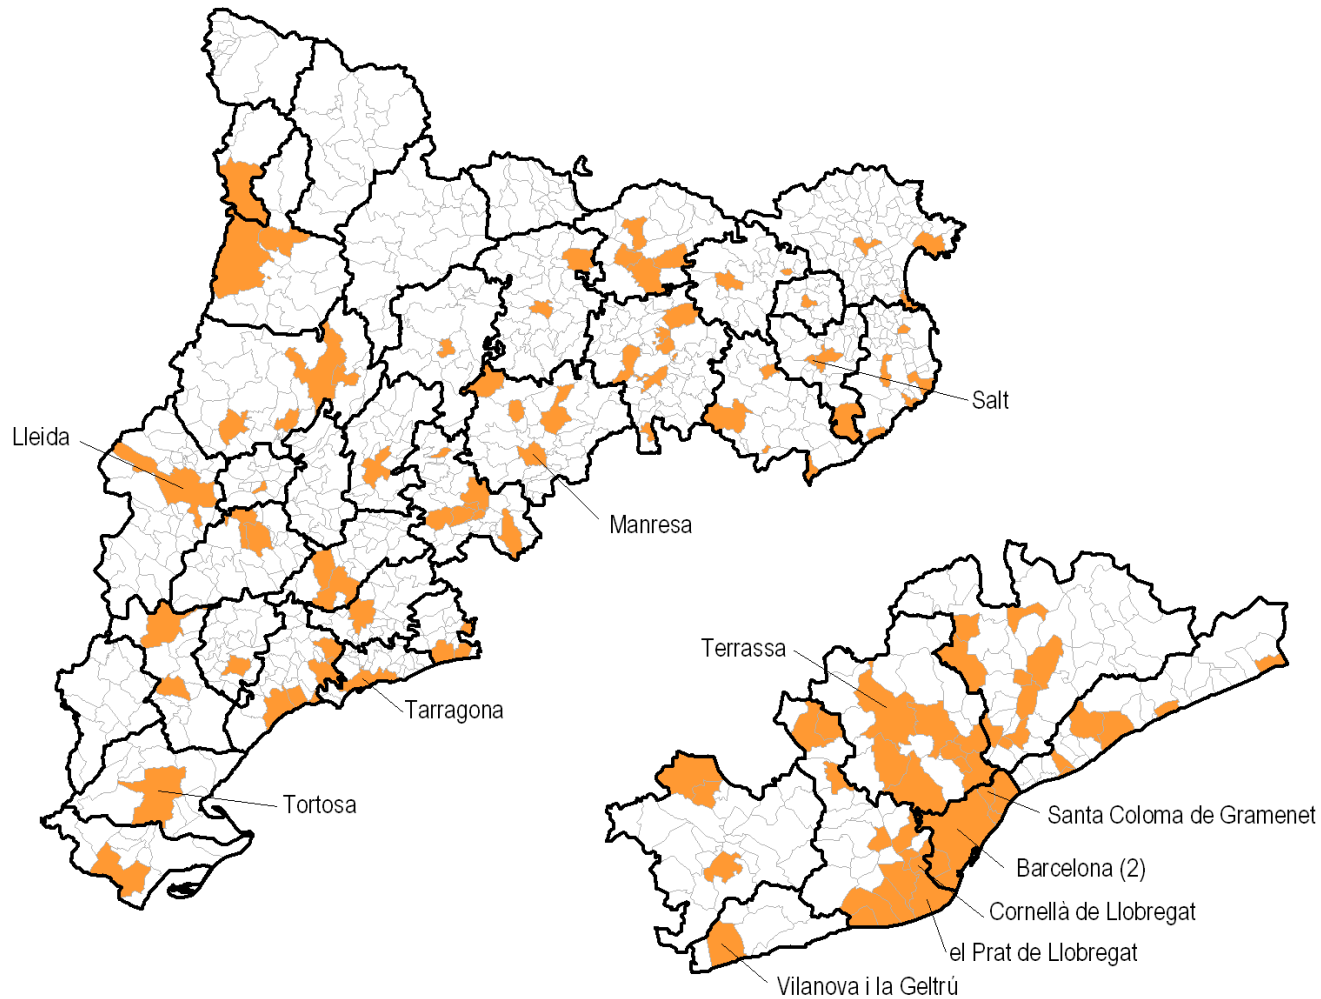 Salt
Lleida
Manresa
Terrassa
Tarragona
Tortosa
Santa Coloma de Gramenet
Barcelona (2)
Cornellà de Llobregat
el Prat de Llobregat
Vilanova i la Geltrú